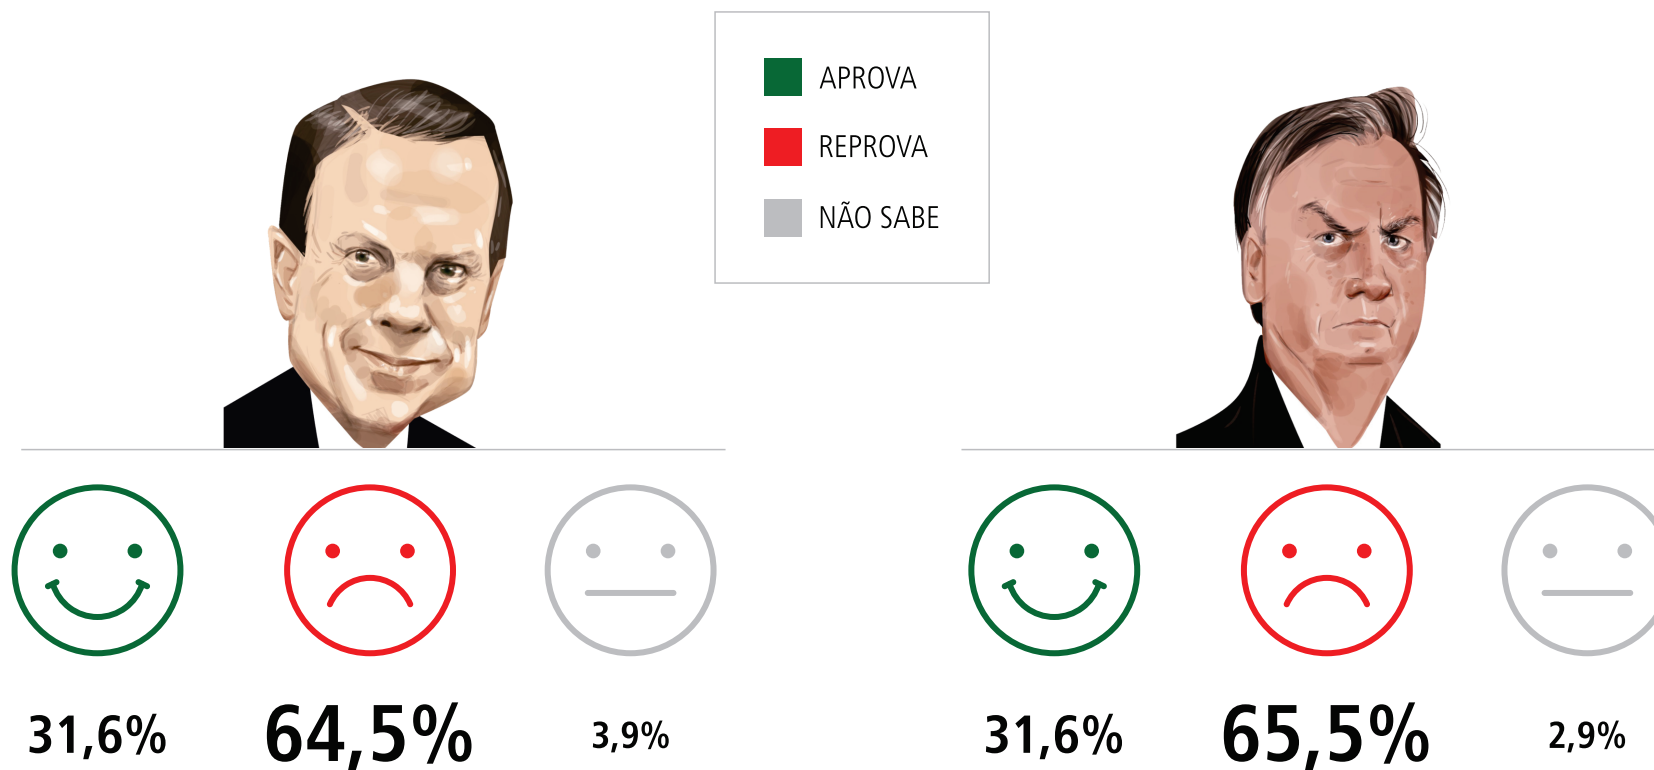 APROVA
REPROVA
NÃO SABE
31,6%
64,5%
3,9%
31,6%
65,5%
2,9%